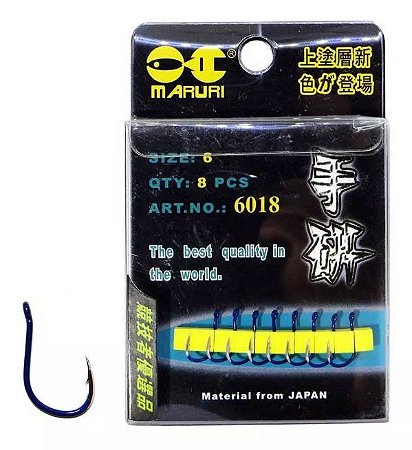 MARURI
®
上塗層新
色が登場
SIZE: 6
QTY: 8 PCS
ART.NO.: 6018
The best quality in
the world.
Material from JAPAN